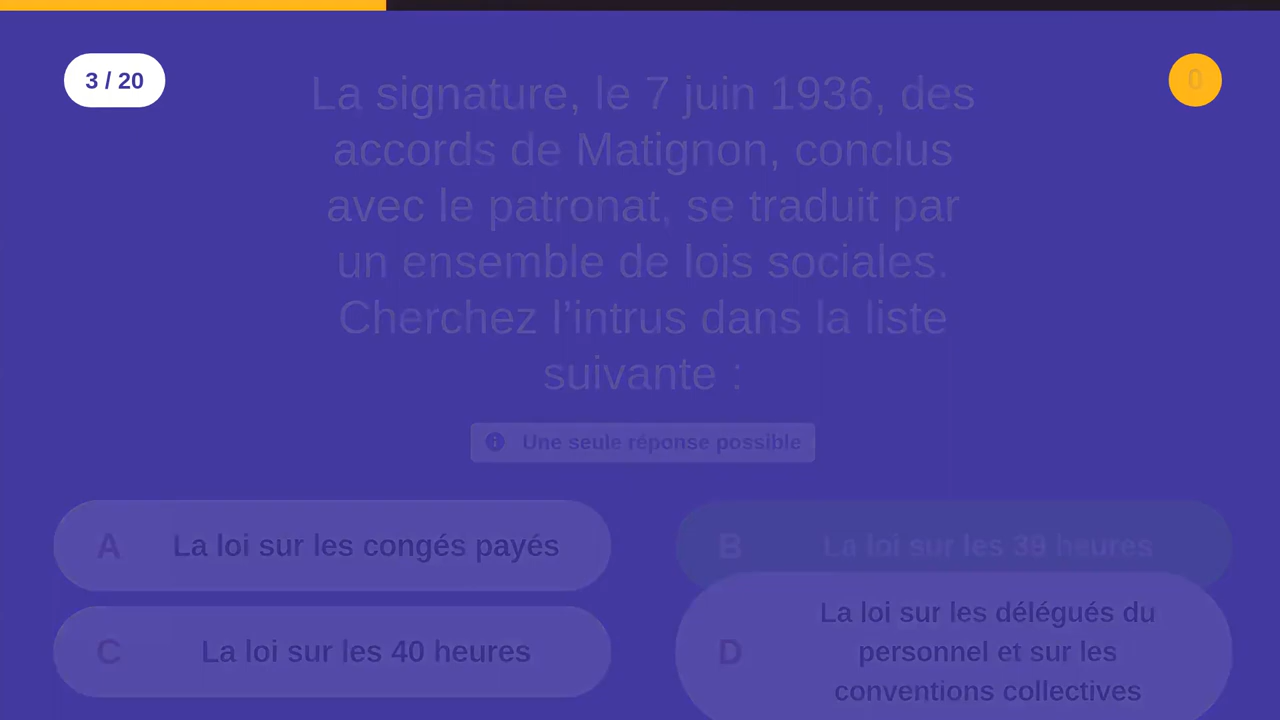 3 / 20
0
La signature, le 7 juin 1936, des
accords de Matignon, conclus
avec le patronat, se traduit par
un ensemble de lois sociales.
Cherchez l’intrus dans la liste
suivante :
Une seule réponse possible
A La loi sur les congés payés
B La loi sur les 39 heures
C La loi sur les 40 heures
D La loi sur les délégués du
personnel et sur les
conventions collectives